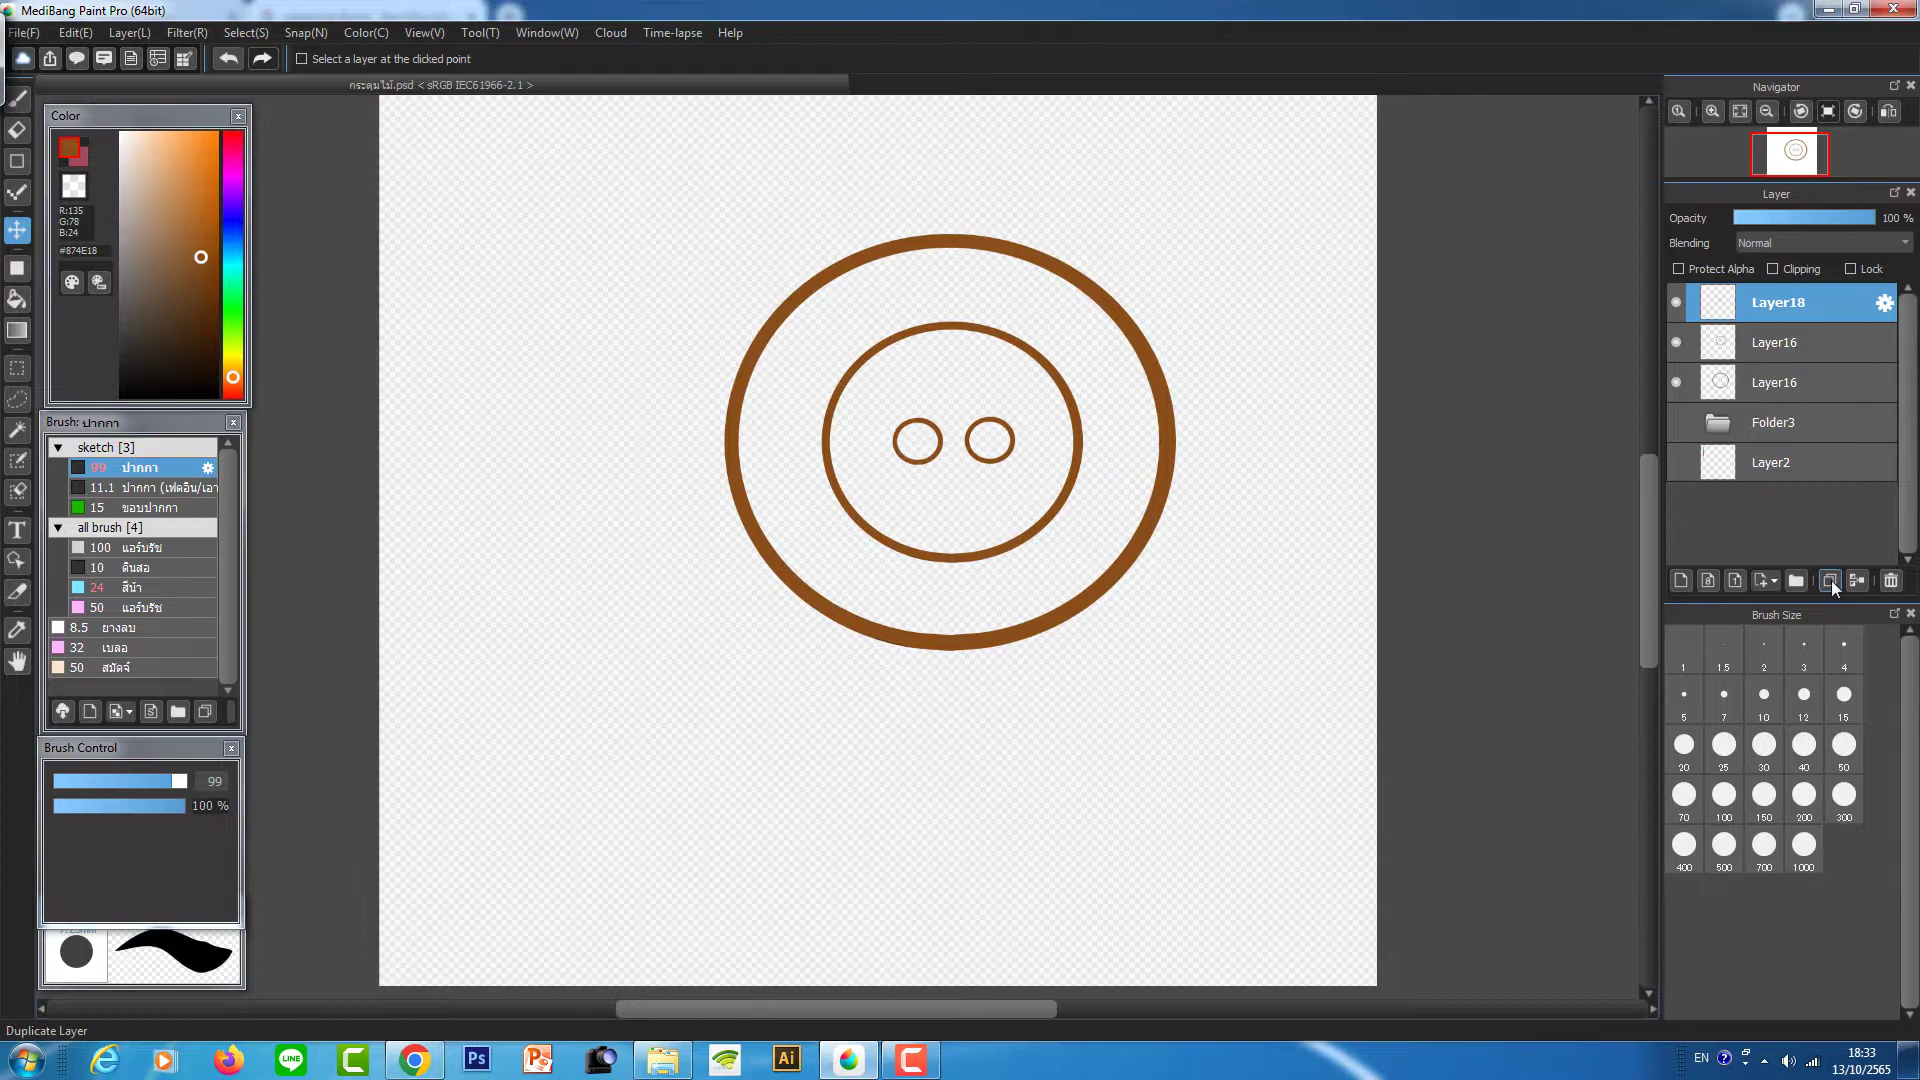 MediBang Paint Pro (64bit)
File(F) Edit(E) Layer(L) Filter(R) Select(S) Snap(N) Color(C) View(V) Tool(T) Window(W) Cloud Time-lapse Help
Select a layer at the clicked point
กระดุมไม้.psd < sRGB IEC61966-2.1 >
Color
R:135
G:78
B:24
#874E18
Brush: ปากกา
sketch [3]
99 ปากกา
11.1 ปากกา (เฟดอิน/เอา
15 ขอบปากกา
all brush [4]
100 แอร์บรัช
10 ดินสอ
24 สีน้ำ
50 แอร์บรัช
8.5 ยางลบ
32 เบลอ
50 สมัดจ์
Brush Control
99
100 %
Navigator
Layer
Opacity 100 %
Blending Normal
Protect Alpha Clipping Lock
Layer18
Layer16
Layer16
Folder3
Layer2
Brush Size
1 1.5 2 3 4
5 7 10 12 15
20 25 30 40 50
70 100 150 200 300
400 500 700 1000
Duplicate Layer
LINE
Ps
Ai
EN
18:33
13/10/2565